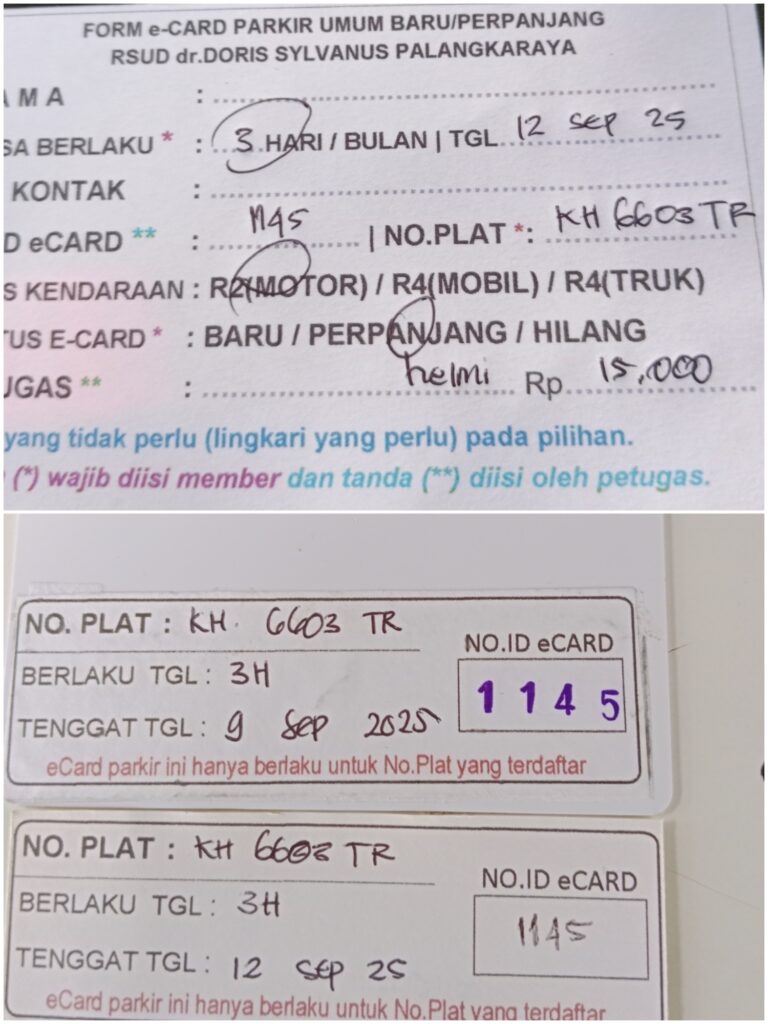 FORM e-CARD PARKIR UMUM BARU/PERPANJANG
RSUD dr.DORIS SYLVANUS PALANGKARAYA
AMA : ........................
SA BERLAKU * : 3 HARI / BULAN | TGL 12 Sep 25
KONTAK : ........................
D eCARD ** : 1145 | NO.PLAT *: KH 6603 TR
S KENDARAAN : R2(MOTOR) / R4(MOBIL) / R4(TRUK)
TUS E-CARD * : BARU / PERPANJANG / HILANG
UGAS ** : helmi Rp 15.000
yang tidak perlu (lingkari yang perlu) pada pilihan.
(*) wajib diisi member dan tanda (**) diisi oleh petugas.
NO. PLAT : KH 6603 TR
NO.ID eCARD
BERLAKU TGL : 3H
1145
TENGGAT TGL : 9 Sep 2025
eCard parkir ini hanya berlaku untuk No.Plat yang terdaftar
NO. PLAT : KH 6603 TR
NO.ID eCARD
BERLAKU TGL : 3H
1145
TENGGAT TGL : 12 Sep 25
eCard parkir ini hanya berlaku untuk No.Plat yang terdaftar